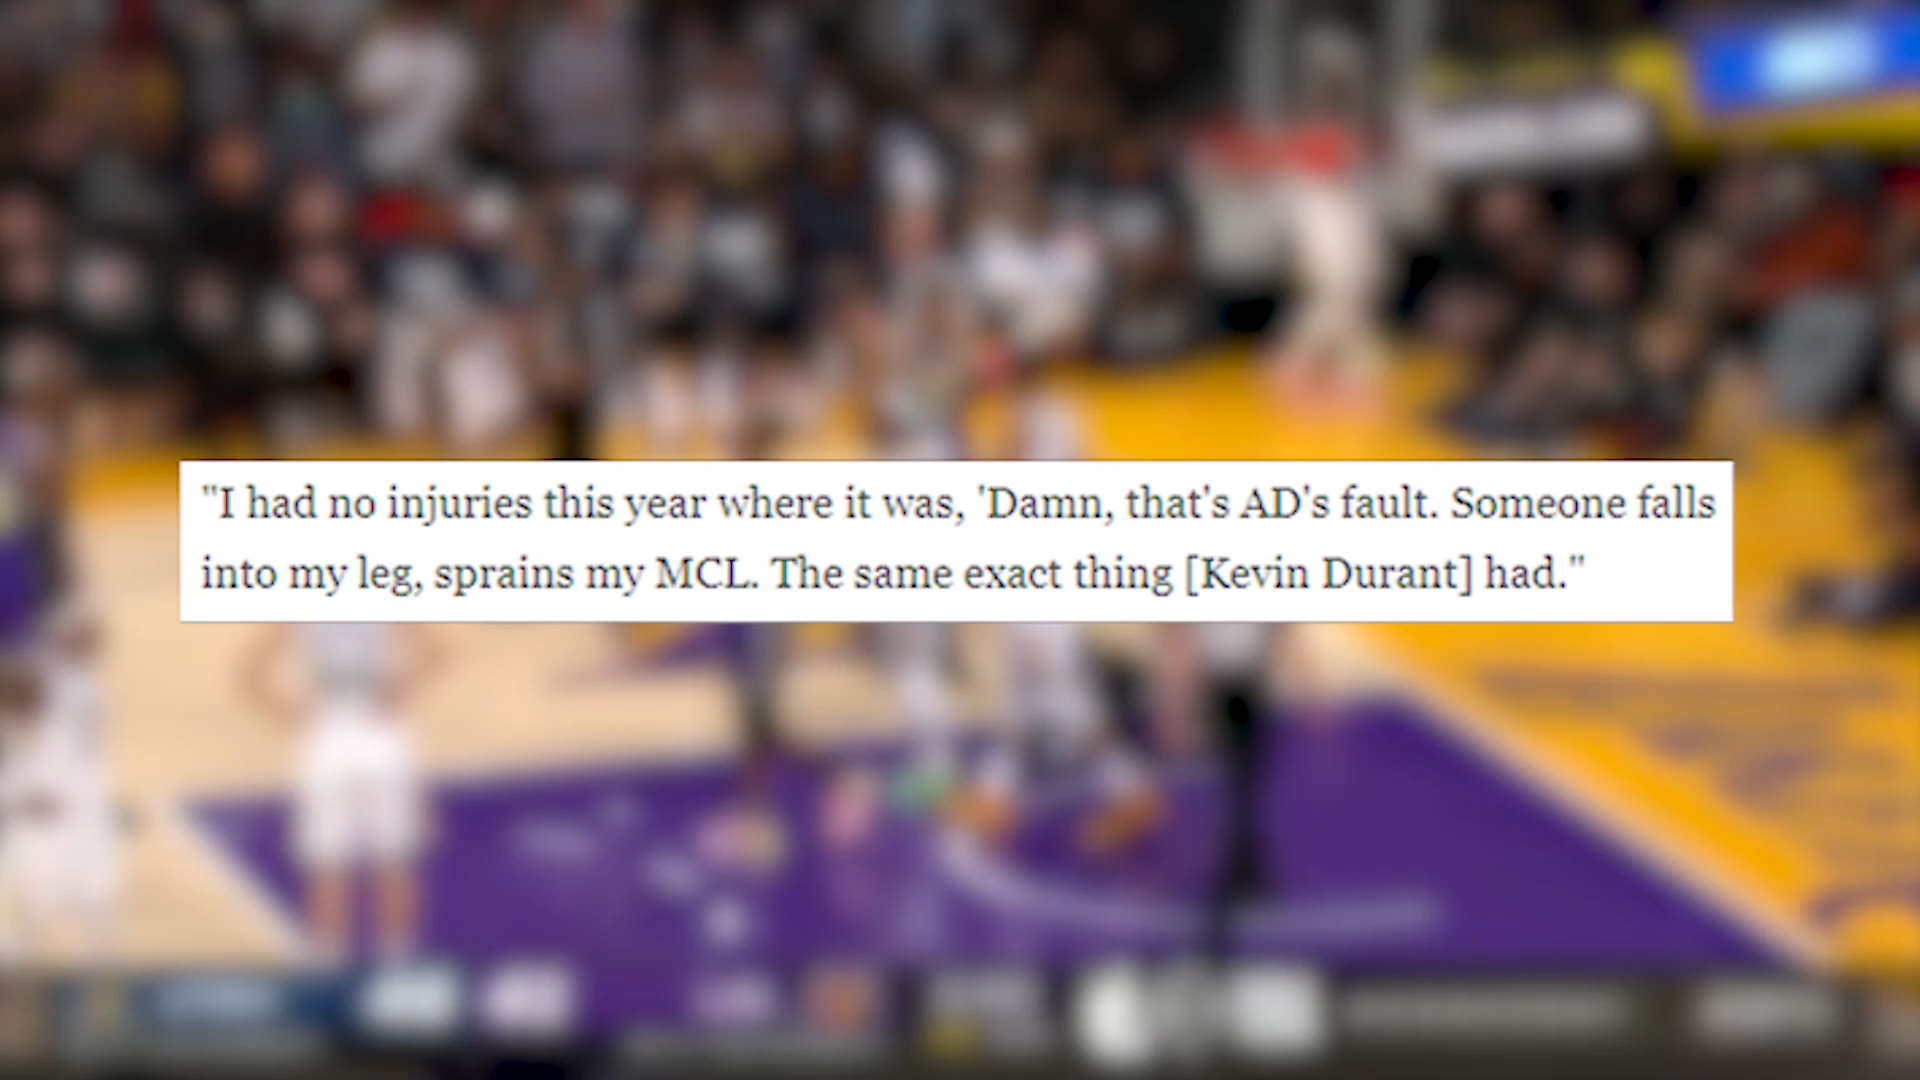 "I had no injuries this year where it was, 'Damn, that's AD's fault. Someone falls
into my leg, sprains my MCL. The same exact thing [Kevin Durant] had."